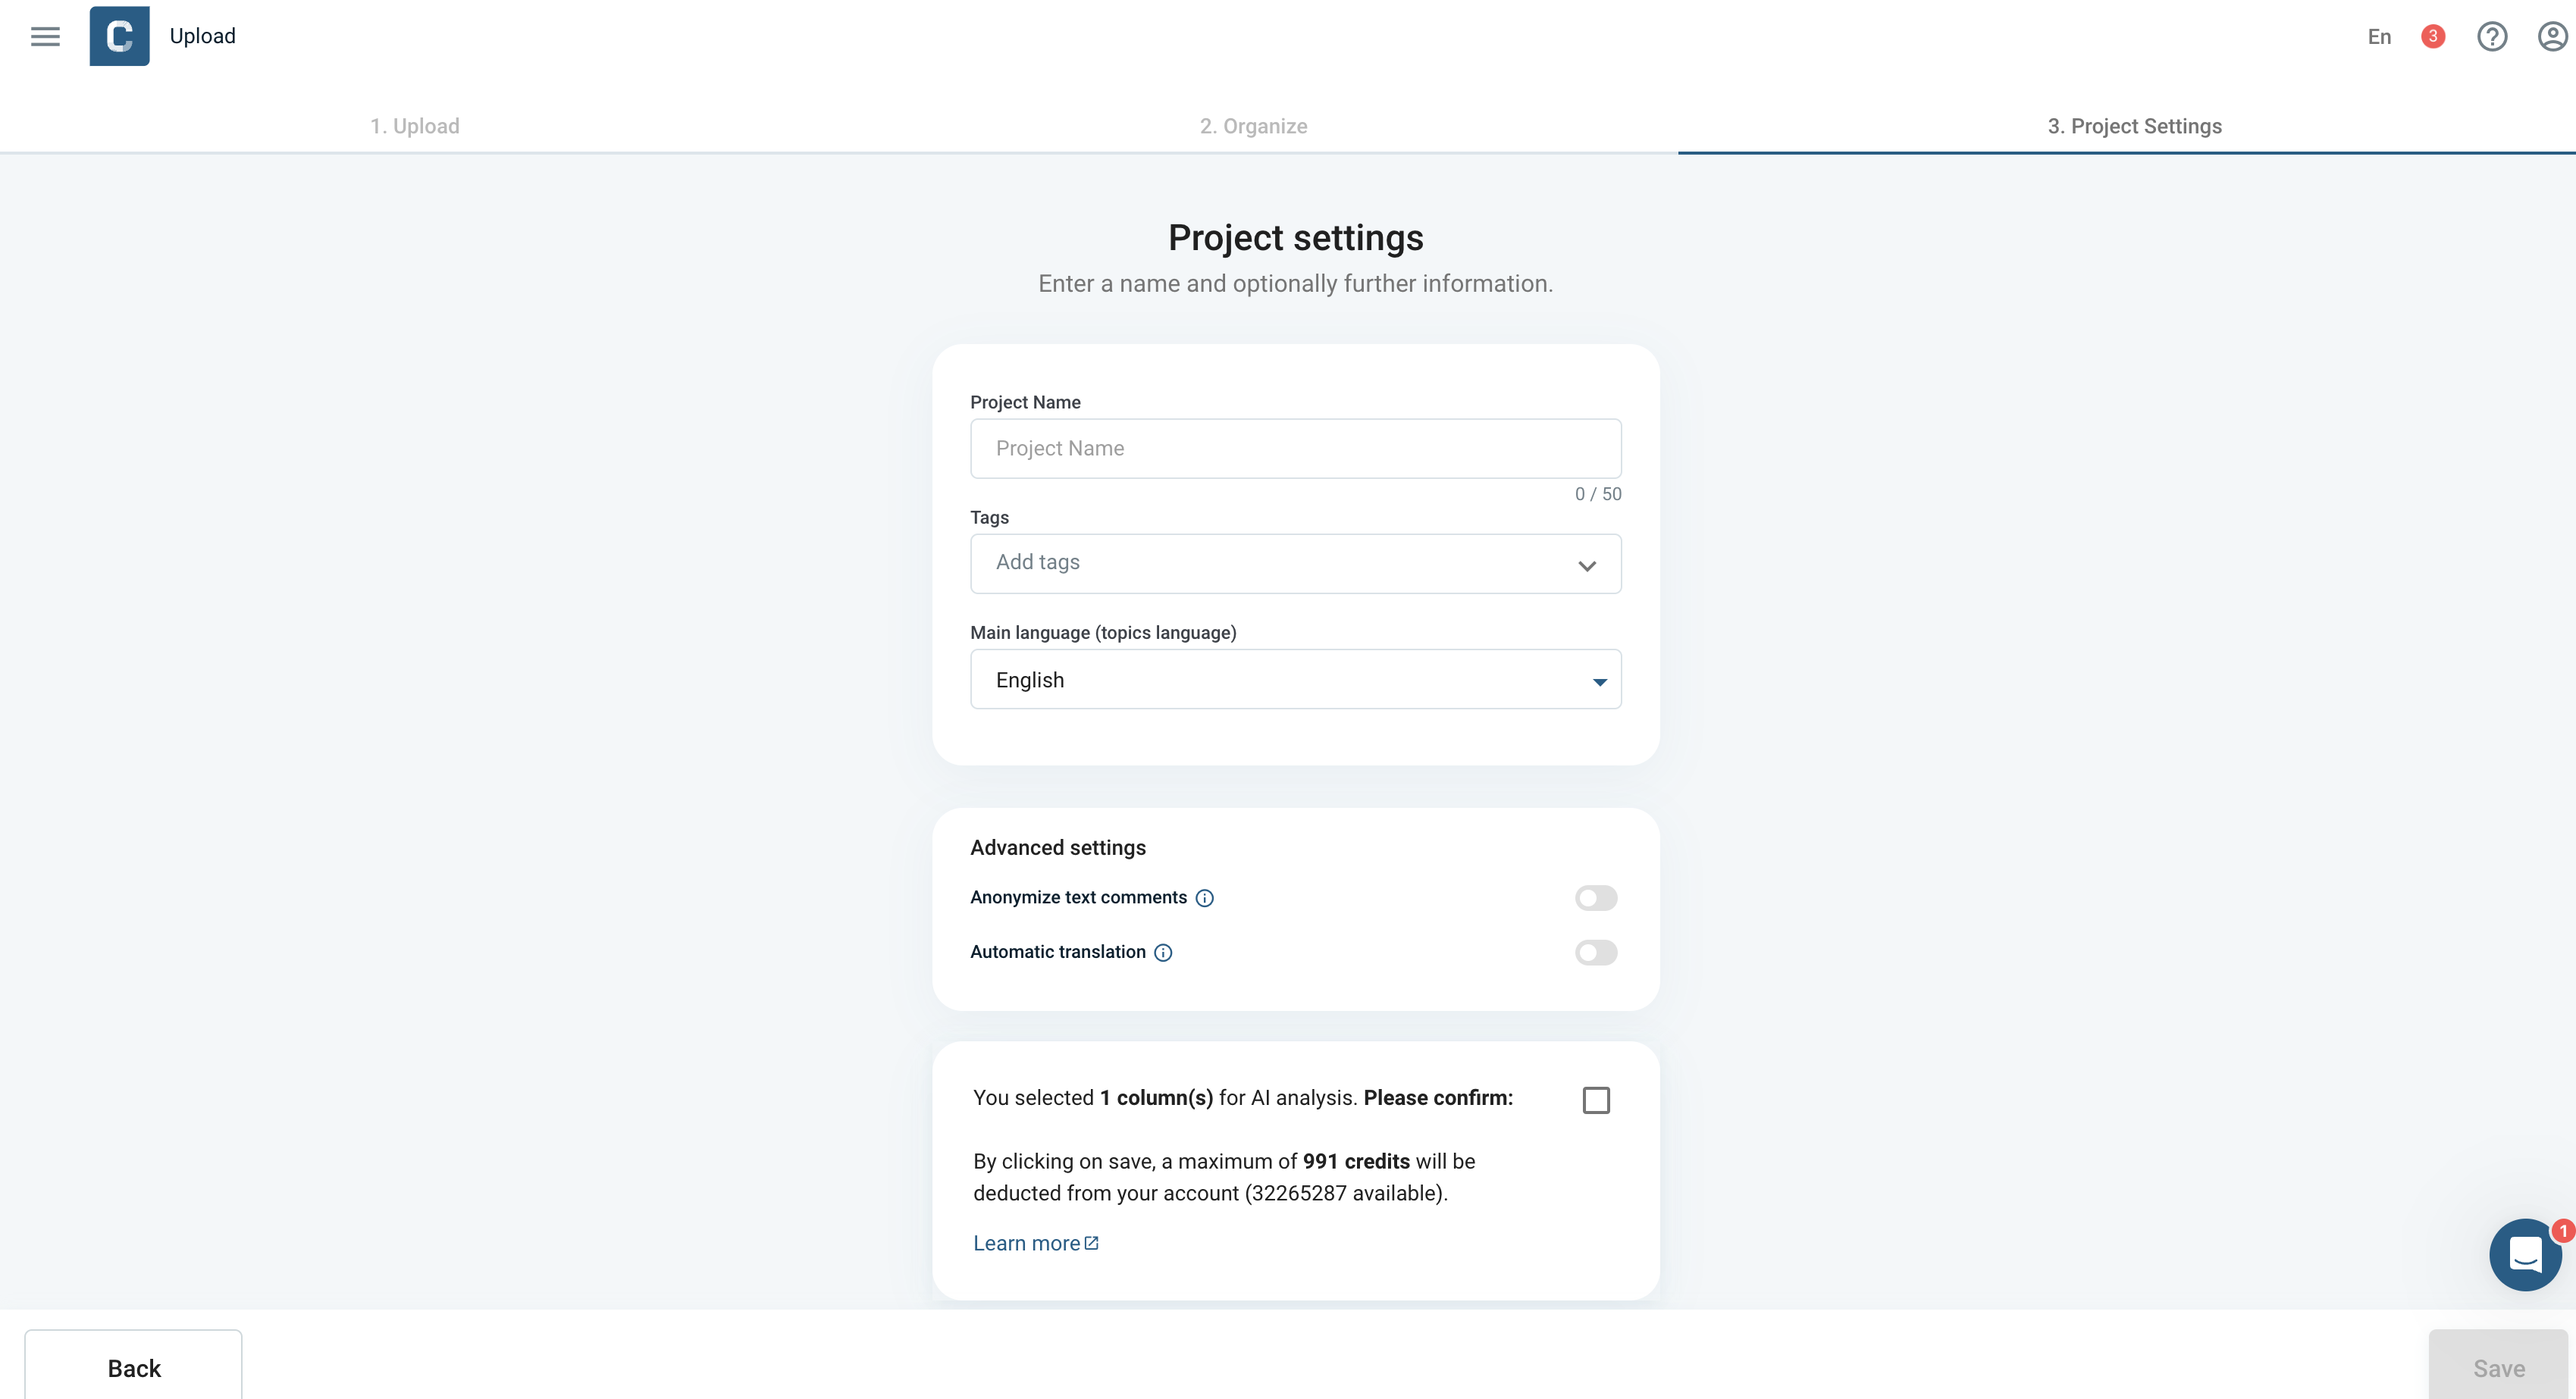 C
Upload
En
3
1. Upload
2. Organize
3. Project Settings
Project settings
Enter a name and optionally further information.
Project Name
Project Name
0 / 50
Tags
Add tags
Main language (topics language)
English
Advanced settings
Anonymize text comments
Automatic translation
You selected 1 column(s) for AI analysis. Please confirm:
By clicking on save, a maximum of 991 credits will be
deducted from your account (32265287 available).
Learn more
1
Back
Save